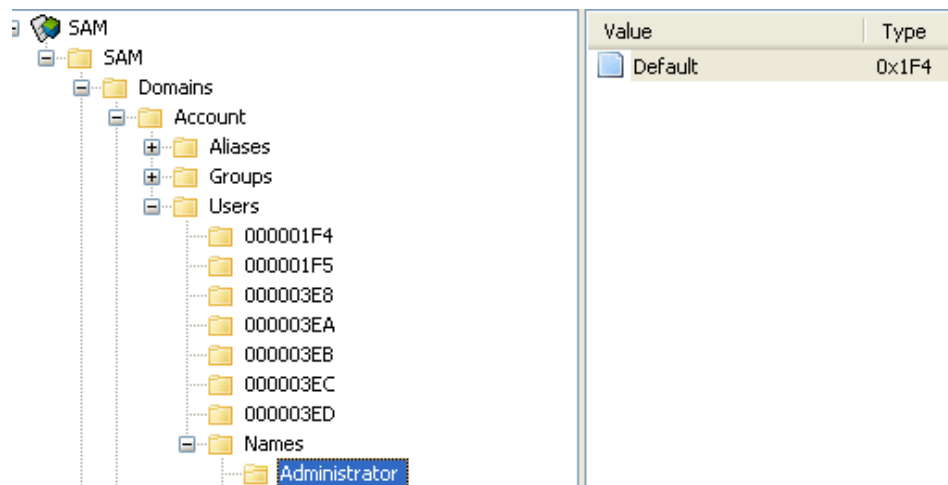 SAM
SAM
Domains
Account
Aliases
Groups
Users
000001F4
000001F5
000003E8
000003EA
000003EB
000003EC
000003ED
Names
Administrator
Value Type
Default 0x1F4